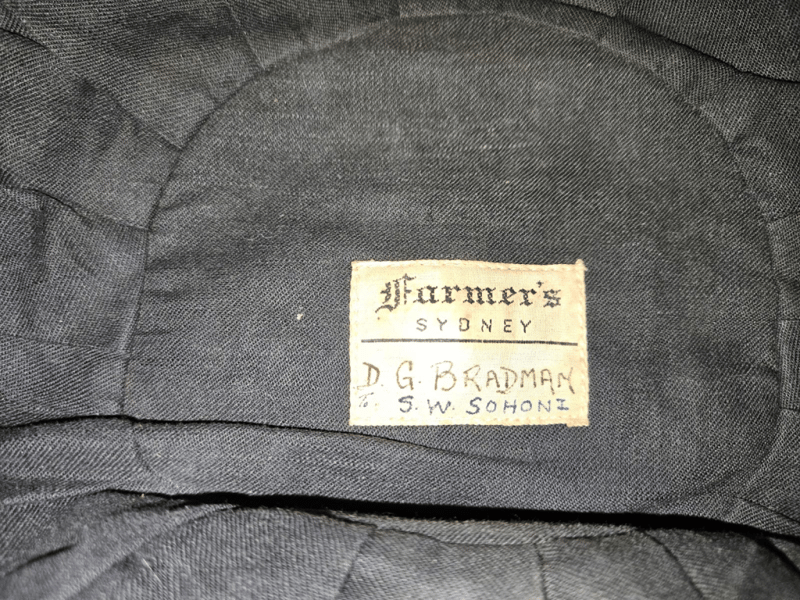 Farmer's
SYDNEY
D. G. BRADMAN
S. W. SOHONI